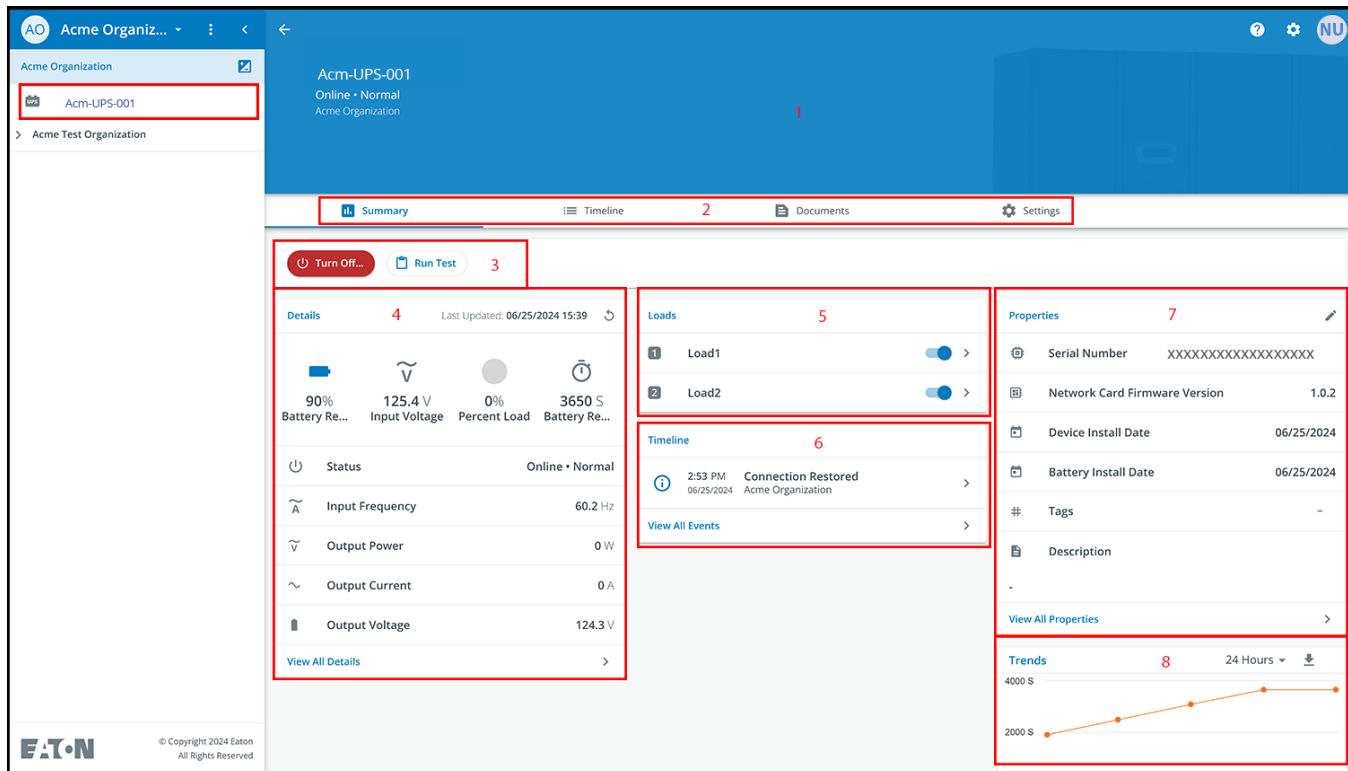 AO Acme Organiz...
NU
Acme Organization
UPS Acm-UPS-001
Acme Test Organization
Acm-UPS-001
Online • Normal
Acme Organization
1
Summary
Timeline
2
Documents
Settings
Turn Off...
Run Test
3
Details
4
Last Updated: 06/25/2024 15:39
90%
Battery Re...
V
125.4 V
Input Voltage
0%
Percent Load
3650 S
Battery Re...
Status Online • Normal
A Input Frequency 60.2 Hz
V Output Power 0 W
Output Current 0 A
Output Voltage 124.3 V
View All Details
Loads
5
1 Load1
2 Load2
Timeline
6
2:53 PM Connection Restored
06/25/2024 Acme Organization
View All Events
Properties
7
Serial Number XXXXXXXXXXXXXXXXXX
Network Card Firmware Version 1.0.2
Device Install Date 06/25/2024
Battery Install Date 06/25/2024
# Tags –
Description
-
View All Properties
Trends
8
24 Hours
4000 S
2000 S
EATON
© Copyright 2024 Eaton
All Rights Reserved